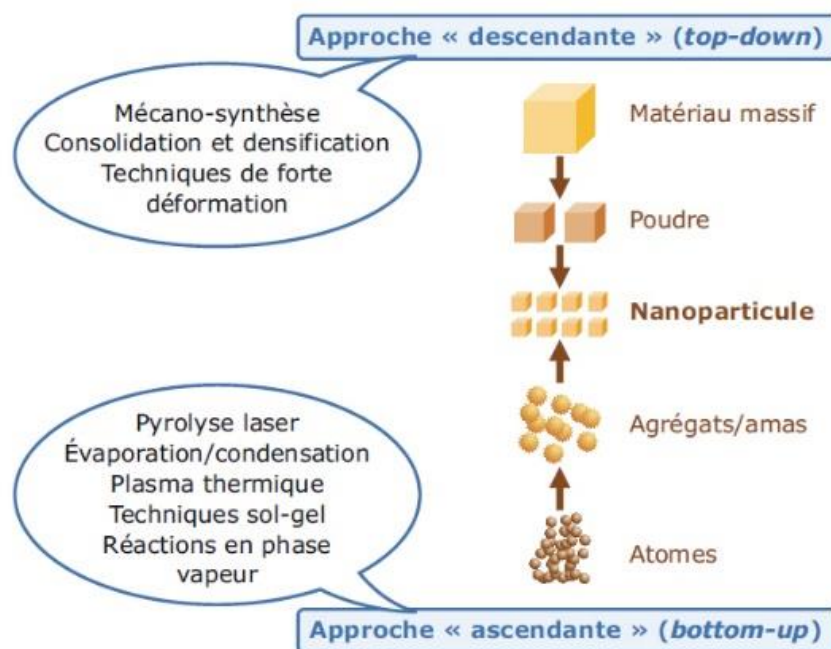 Approche « descendante » (top-down)
Mécano-synthèse
Consolidation et densification
Techniques de forte
déformation
Matériau massif
Poudre
Nanoparticule
Agrégats/amas
Atomes
Pyrolyse laser
Évaporation/condensation
Plasma thermique
Techniques sol-gel
Réactions en phase
vapeur
Approche « ascendante » (bottom-up)